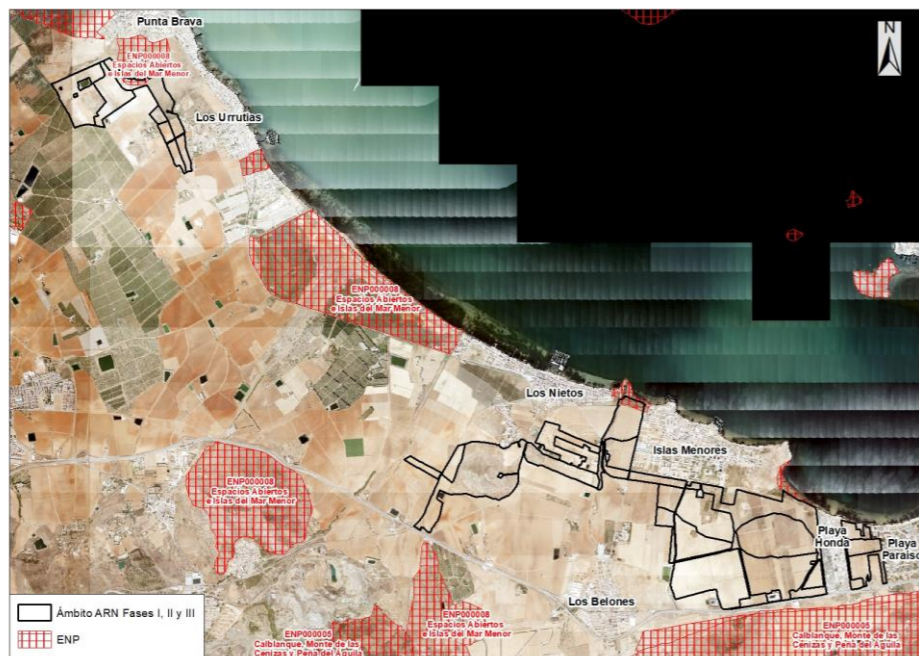 Punta Brava
N
ENP000008
Espacios Abiertos
e Islas del Mar Menor
Los Urrutias
ENP000008
Espacios Abiertos
e Islas del Mar Menor
Los Nietos
Islas Menores
ENP000008
Espacios Abiertos
e Islas del Mar Menor
Playa
Honda
Playa
Paraiso
Los Belones
ENP000008
Espacios Abiertos
e Islas del Mar Menor
ENP000005
Calblanque, Monte de las
Cenizas y Peña del Aguila
ENP000005
Calblanque, Monte de las
Cenizas y Peña del Aguila
Ámbito ARN Fases I, II y III
ENP